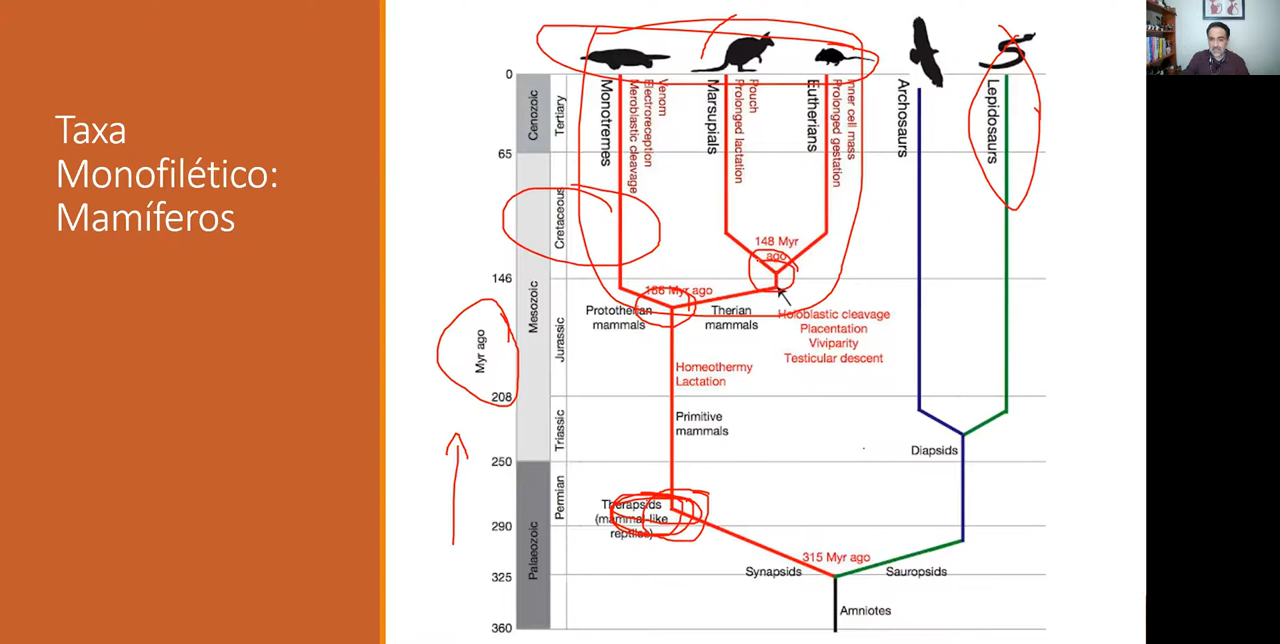 Taxa
Monofilético:
Mamíferos
0
65
146
208
250
290
325
360
Myr ago
Cenozoic
Mesozoic
Palaeozoic
Tertiary
Cretaceous
Jurassic
Triassic
Permian
Monotremes
Meroblastic cleavage
Electroreception
Venom
Marsupials
Prolonged lactation
Pouch
Eutherians
Prolonged gestation
Inner cell mass
Archosaurs
Lepidosaurs
148 Myr
ago
Myr ago
Prototherian
mammals
Therian
mammals
Holoblastic cleavage
Placentation
Viviparity
Testicular descent
Homeothermy
Lactation
Primitive
mammals
Diapsids
Therapsids
(mammal-like
reptiles)
315 Myr ago
Synapsids
Sauropsids
Amniotes